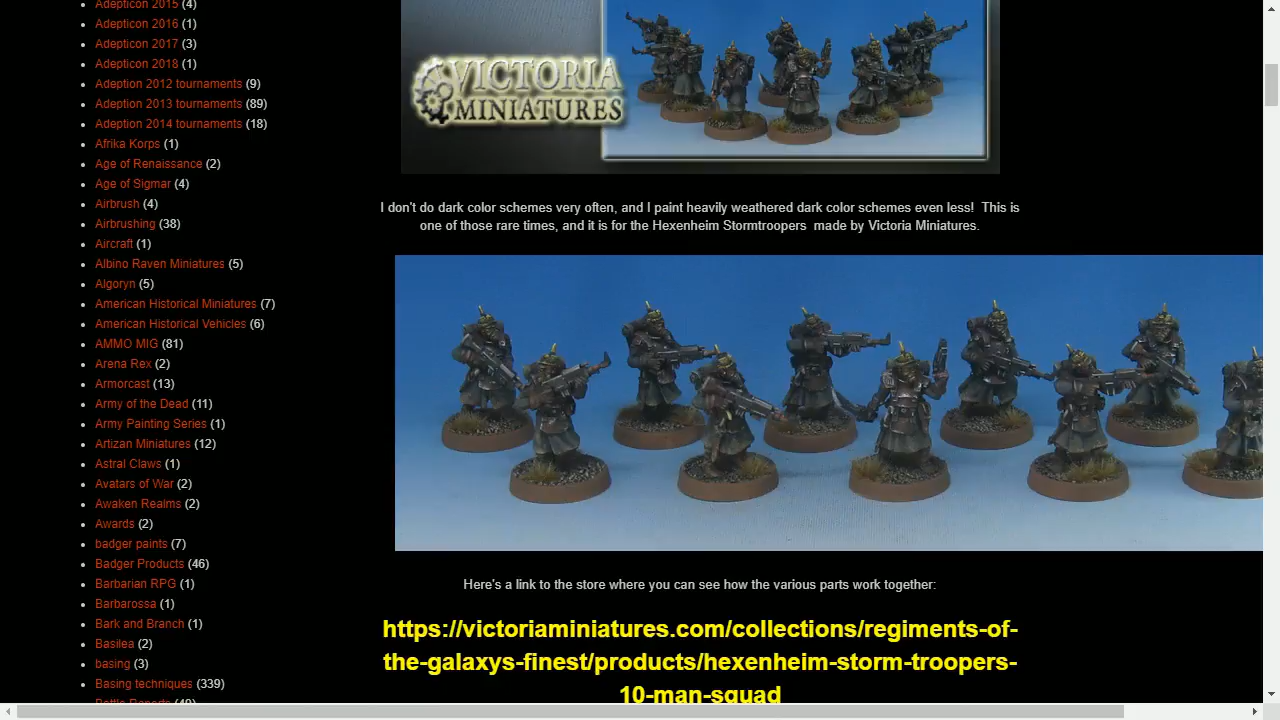 Adepticon 2015 (4)
Adepticon 2016 (1)
Adepticon 2017 (3)
Adepticon 2018 (1)
Adeption 2012 tournaments (9)
Adeption 2013 tournaments (89)
Adeption 2014 tournaments (18)
Afrika Korps (1)
Age of Renaissance (2)
Age of Sigmar (4)
Airbrush (4)
Airbrushing (38)
Aircraft (1)
Albino Raven Miniatures (5)
Algoryn (5)
American Historical Miniatures (7)
American Historical Vehicles (6)
AMMO MIG (81)
Arena Rex (2)
Armorcast (13)
Army of the Dead (11)
Army Painting Series (1)
Artizan Miniatures (12)
Astral Claws (1)
Avatars of War (2)
Awaken Realms (2)
Awards (2)
badger paints (7)
Badger Products (46)
Barbarian RPG (1)
Barbarossa (1)
Bark and Branch (1)
Basilea (2)
basing (3)
Basing techniques (339)
Battle Reports (40)
VICTORIA
MINIATURES
I don't do dark color schemes very often, and I paint heavily weathered dark color schemes even less!  This is
one of those rare times, and it is for the Hexenheim Stormtroopers  made by Victoria Miniatures.
Here's a link to the store where you can see how the various parts work together:
https://victoriaminiatures.com/collections/regiments-of-
the-galaxys-finest/products/hexenheim-storm-troopers-
10-man-squad